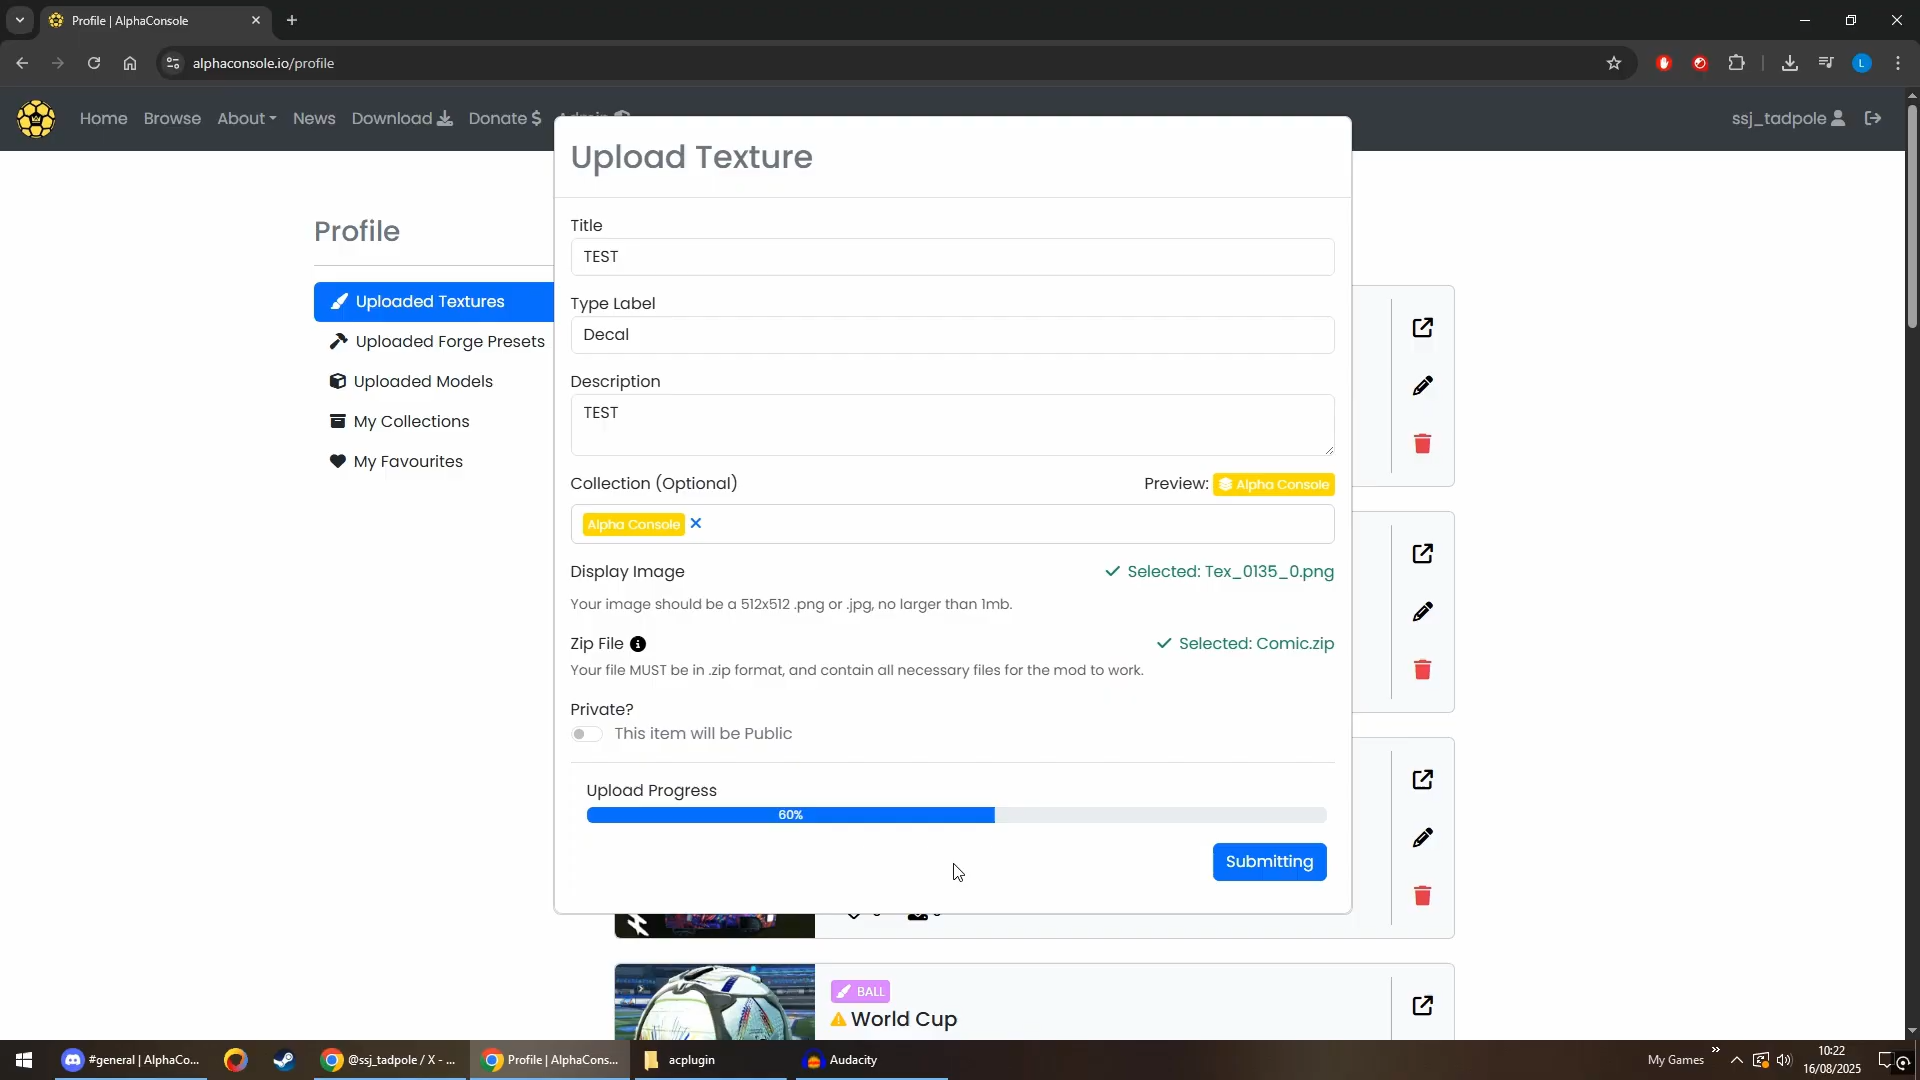 Profile | AlphaConsole
alphaconsole.io/profile
L
Home Browse About News Download Donate $
ssj_tadpole
Upload Texture
Profile
Title
TEST
Uploaded Textures
Type Label
Uploaded Forge Presets
Decal
Uploaded Models
Description
TEST
My Collections
My Favourites
Collection (Optional)
Preview: Alpha Console
Alpha Console
Display Image
Selected: Tex_0135_0.png
Your image should be a 512x512 .png or .jpg, no larger than 1mb.
Zip File
Selected: Comic.zip
Your file MUST be in .zip format, and contain all necessary files for the mod to work.
Private?
This item will be Public
Upload Progress
60%
Submitting
BALL
World Cup
#general | AlphaCo...
@ssj_tadpole / X - ...
Profile | AlphaCons...
acplugin
Audacity
My Games
10:22
16/08/2025